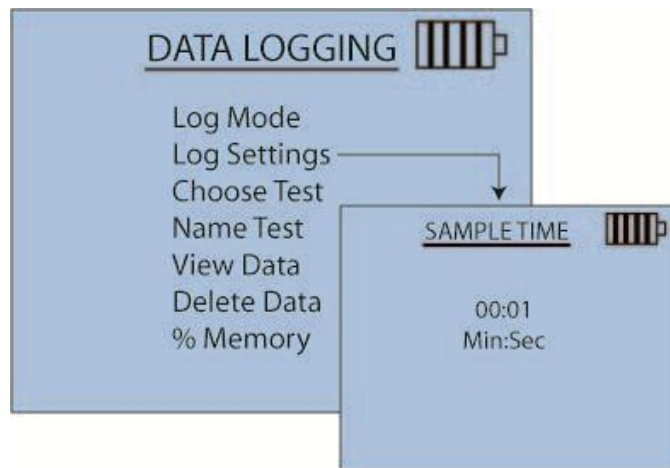 DATA LOGGING
Log Mode
Log Settings
Choose Test
Name Test
View Data
Delete Data
% Memory
SAMPLE TIME
00:01
Min:Sec